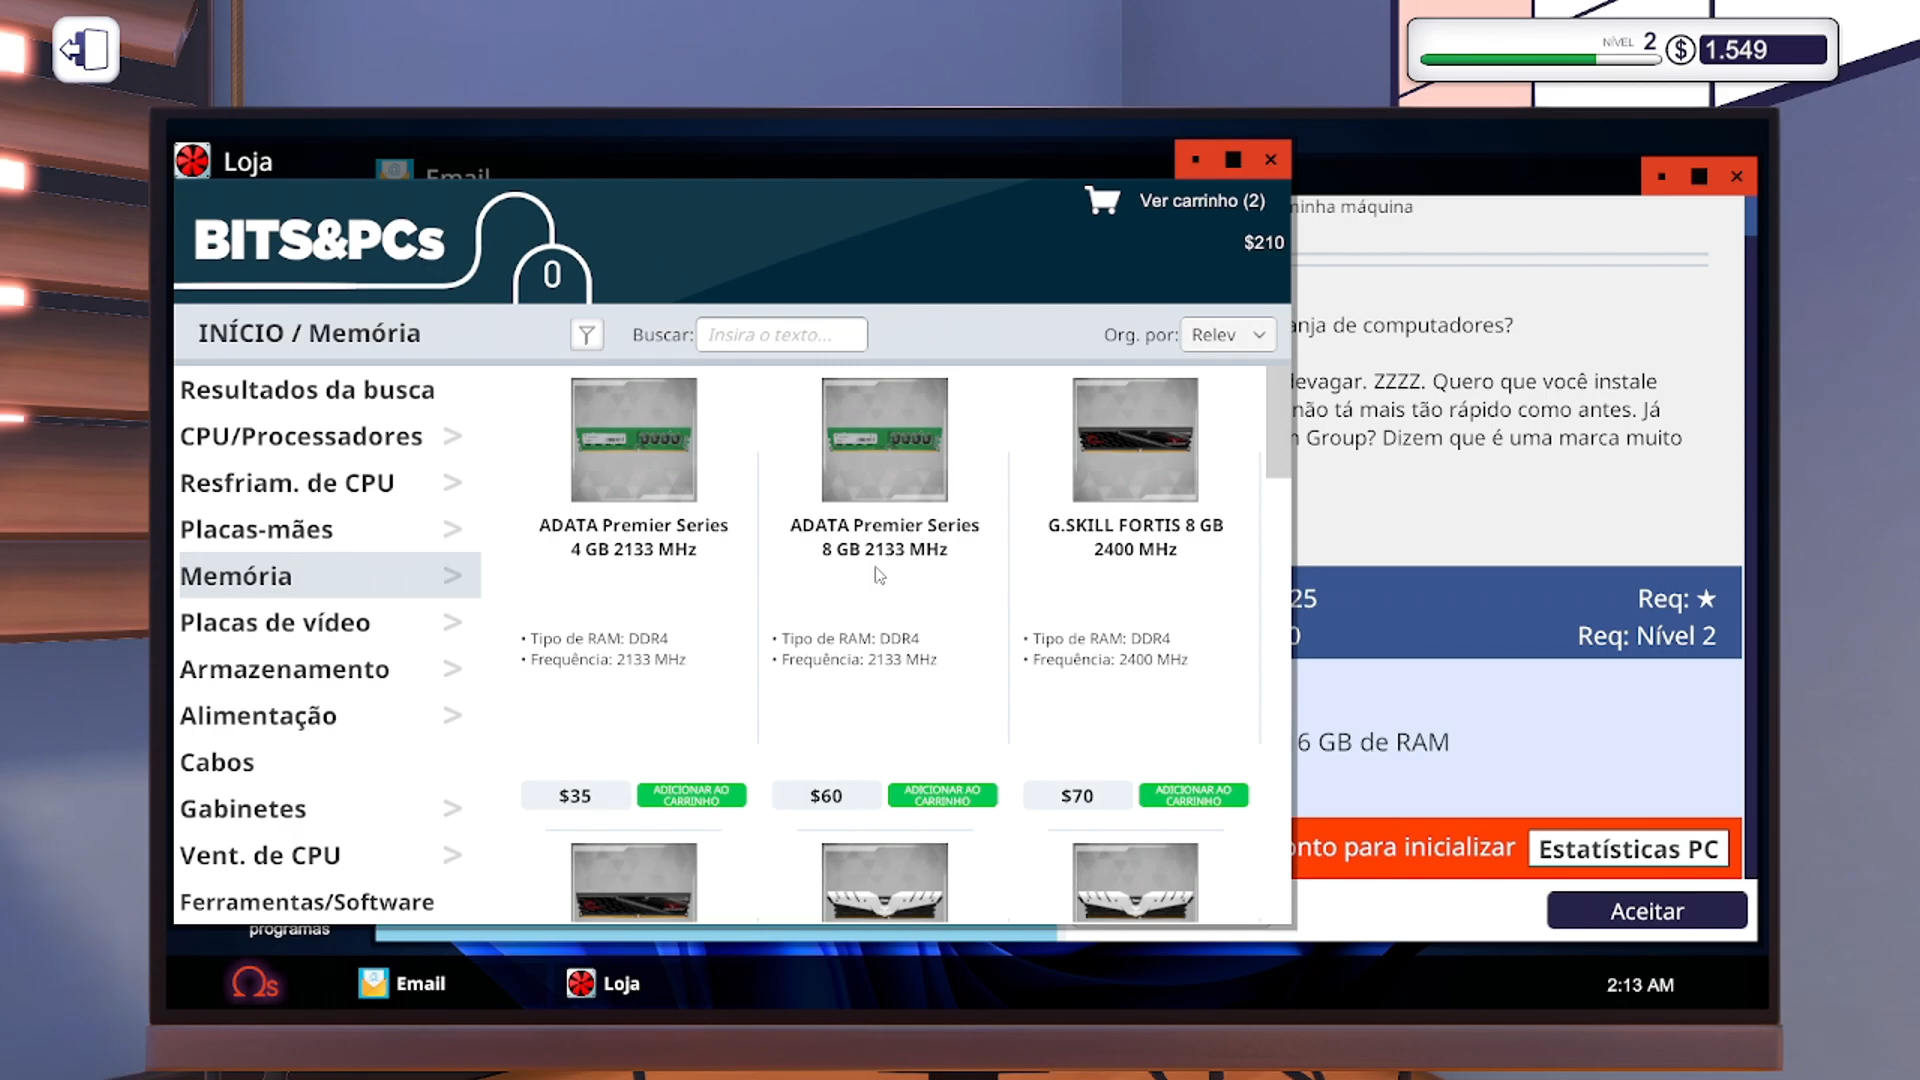 NÍVEL 2 $ 1.549
Loja
Email
BITS&PCs
Ver carrinho (2)
$210
minha máquina
INÍCIO / Memória
Buscar: Insira o texto...
Org. por: Relev
anja de computadores?
devagar. ZZZZ. Quero que você instale
não tá mais tão rápido como antes. Já
Group? Dizem que é uma marca muito
Resultados da busca
CPU/Processadores >
Resfriam. de CPU >
Placas-mães >
Memória >
Placas de vídeo >
Armazenamento >
Alimentação >
Cabos
Gabinetes >
Vent. de CPU >
Ferramentas/Software
programas
ADATA Premier Series
4 GB 2133 MHz
• Tipo de RAM: DDR4
• Frequência: 2133 MHz
$35
ADICIONAR AO
CARRINHO
ADATA Premier Series
8 GB 2133 MHz
• Tipo de RAM: DDR4
• Frequência: 2133 MHz
$60
ADICIONAR AO
CARRINHO
G.SKILL FORTIS 8 GB
2400 MHz
• Tipo de RAM: DDR4
• Frequência: 2400 MHz
$70
ADICIONAR AO
CARRINHO
25
Req: ★
0
Req: Nível 2
6 GB de RAM
onto para inicializar
Estatísticas PC
Aceitar
Ωs
Email
Loja
2:13 AM